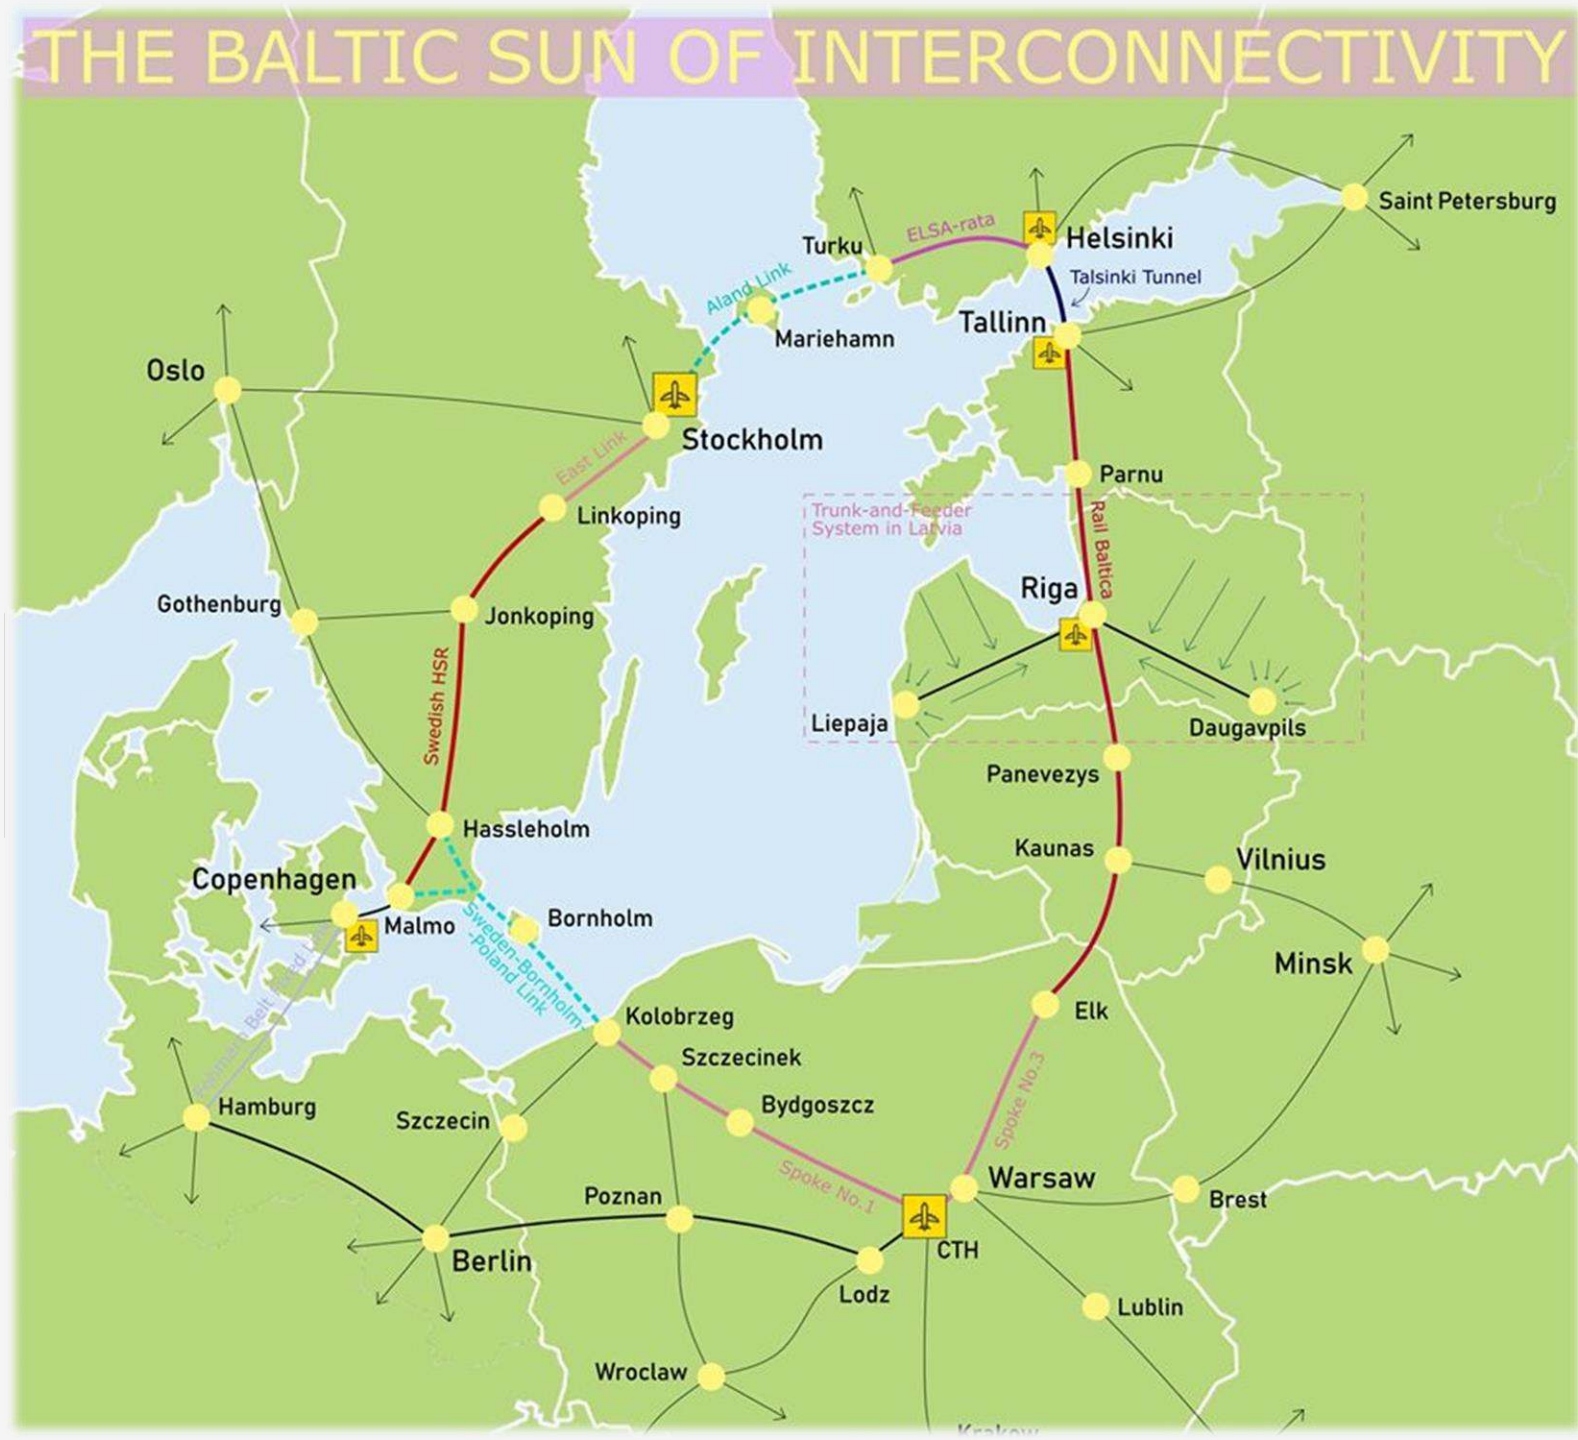 THE BALTIC SUN OF INTERCONNECTIVITY
Saint Petersburg
ELSA-rata
Turku
Helsinki
Aland Link
Talsinki Tunnel
Tallinn
Mariehamn
Oslo
Stockholm
East Link
Parnu
Linkoping
Trunk-and-Feeder
System in Latvia
Rail Baltica
Riga
Gothenburg
Jonkoping
Swedish HSR
Liepaja
Daugavpils
Panevezys
Hassleholm
Kaunas
Vilnius
Copenhagen
Malmo
Bornholm
Sweden-Bornholm-
-Poland Link
Minsk
Belt
Kolobrzeg
Elk
Szczecinek
Hamburg
Szczecin
Bydgoszcz
Spoke No.3
Spoke No.1
Warsaw
Poznan
Brest
CTH
Berlin
Lodz
Lublin
Wroclaw
Krakow